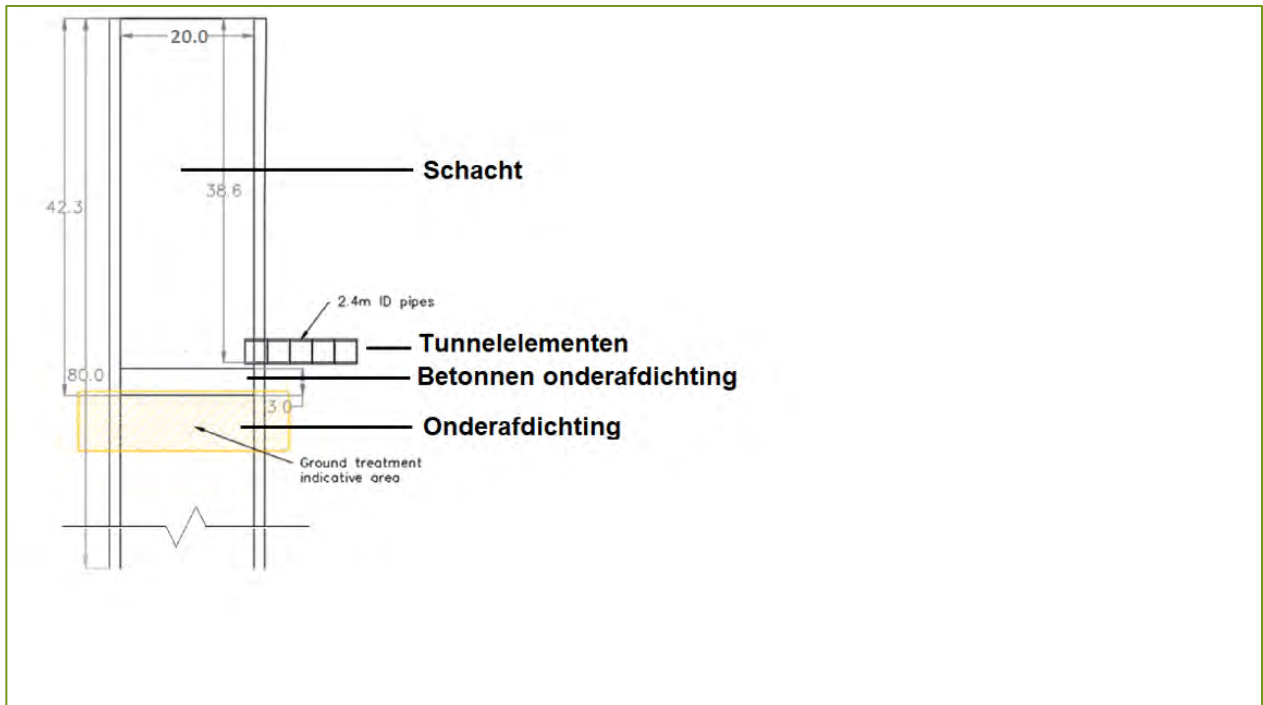 20.0
Schacht
38.6
42.3
2.4m ID pipes
Tunnelelementen
80.0
Betonnen onderafdichting
3.0
Onderafdichting
Ground treatment
indicative area